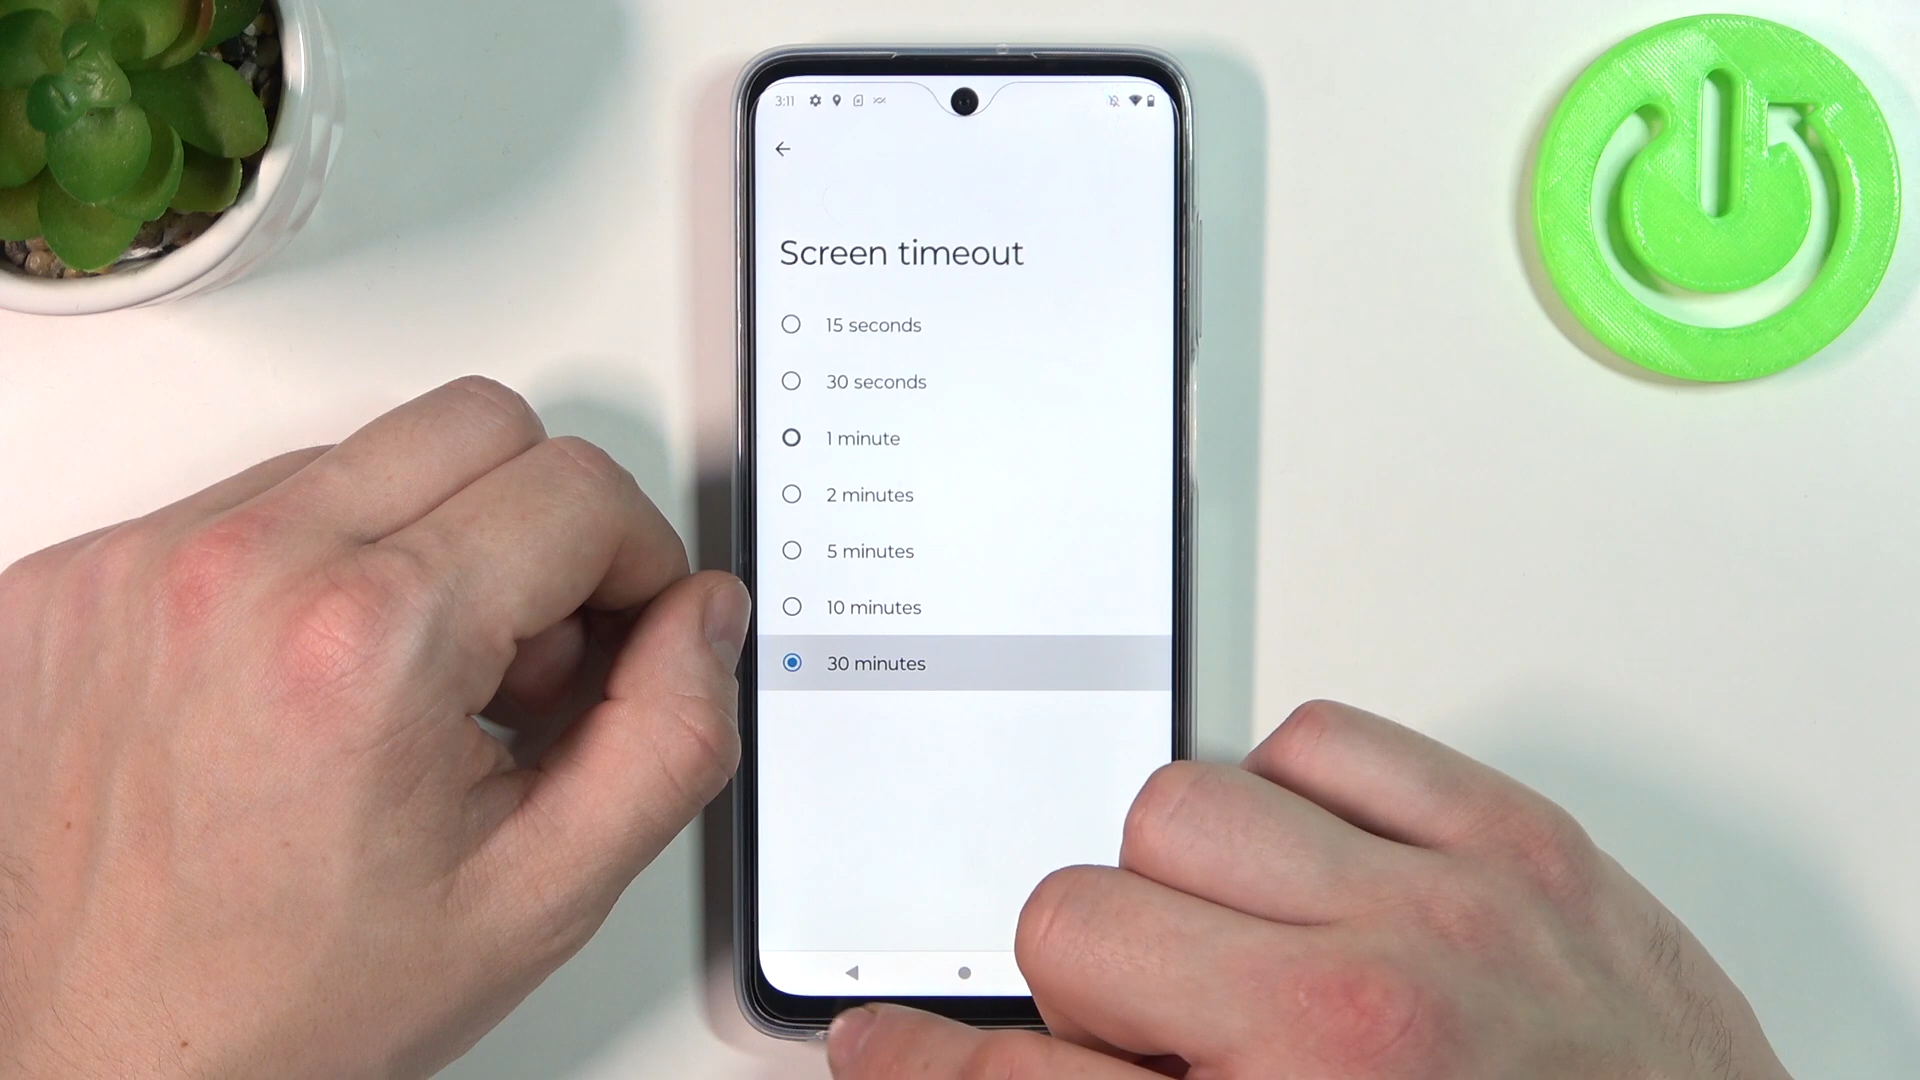 3:11
Screen timeout
15 seconds
30 seconds
1 minute
2 minutes
5 minutes
10 minutes
30 minutes